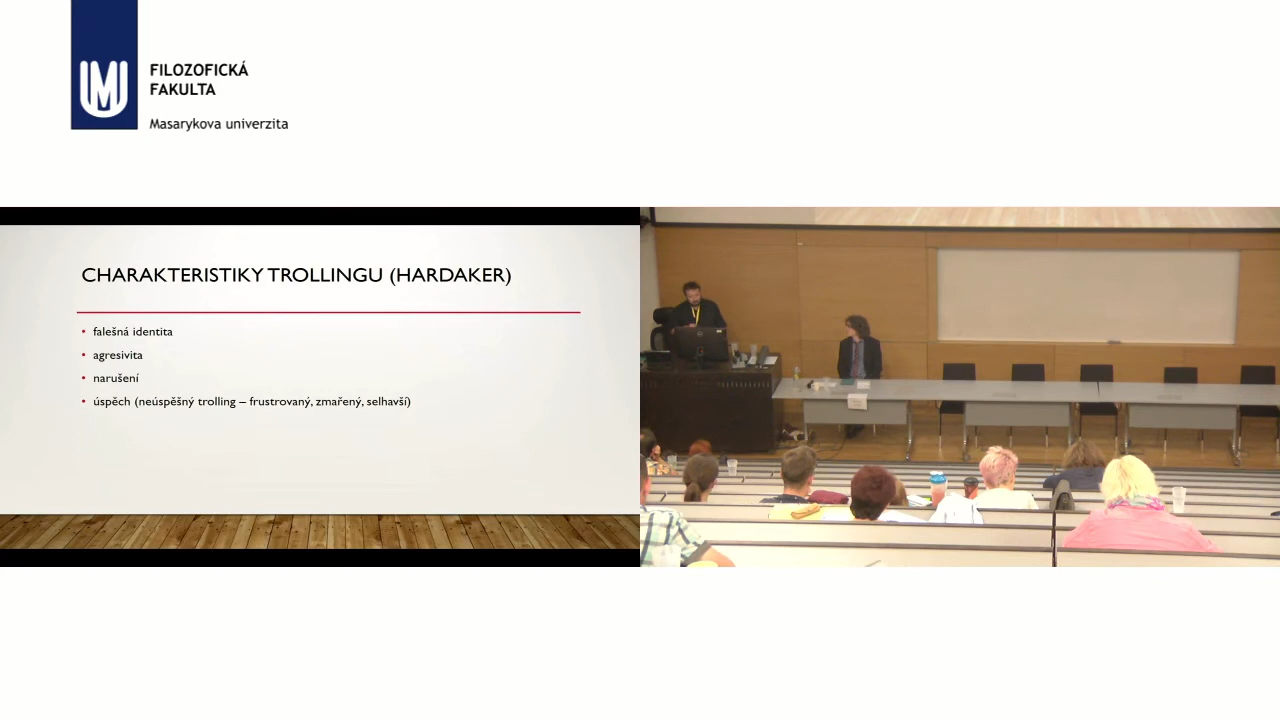 FILOZOFICKÁ
FAKULTA
Masarykova univerzita
CHARAKTERISTIKY TROLLINGU (HARDAKER)
• falešná identita
• agresivita
• narušení
• úspěch (neúspěšný trolling – frustrovaný, zmařený, selhavší)